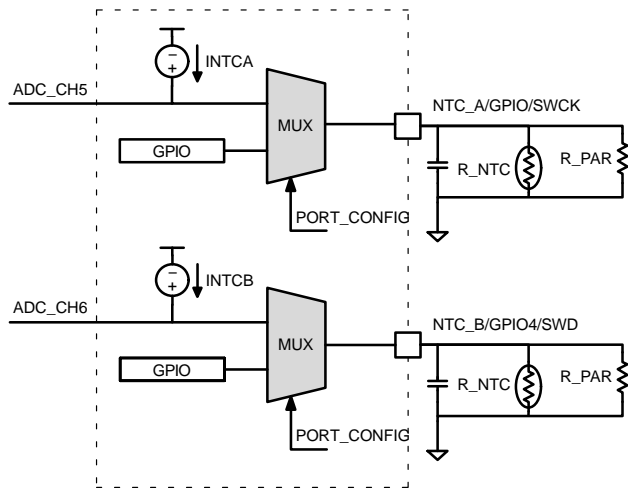 INTCA
ADC_CH5
NTC_A/GPIO/SWCK
MUX
GPIO
R_NTC
R_PAR
PORT_CONFIG
INTCB
ADC_CH6
NTC_B/GPIO4/SWD
MUX
GPIO
R_NTC
R_PAR
PORT_CONFIG